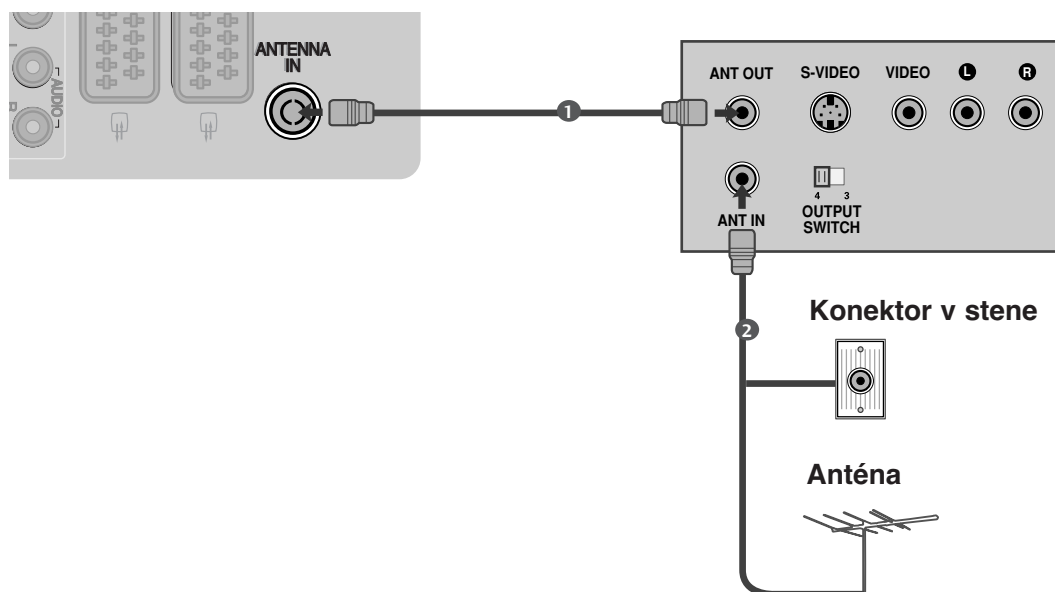 ANTENNA
IN
AUDIO
R
1
ANT OUT
S-VIDEO
VIDEO
L
R
ANT IN
4 3
OUTPUT
SWITCH
2
Konektor v stene
Anténa